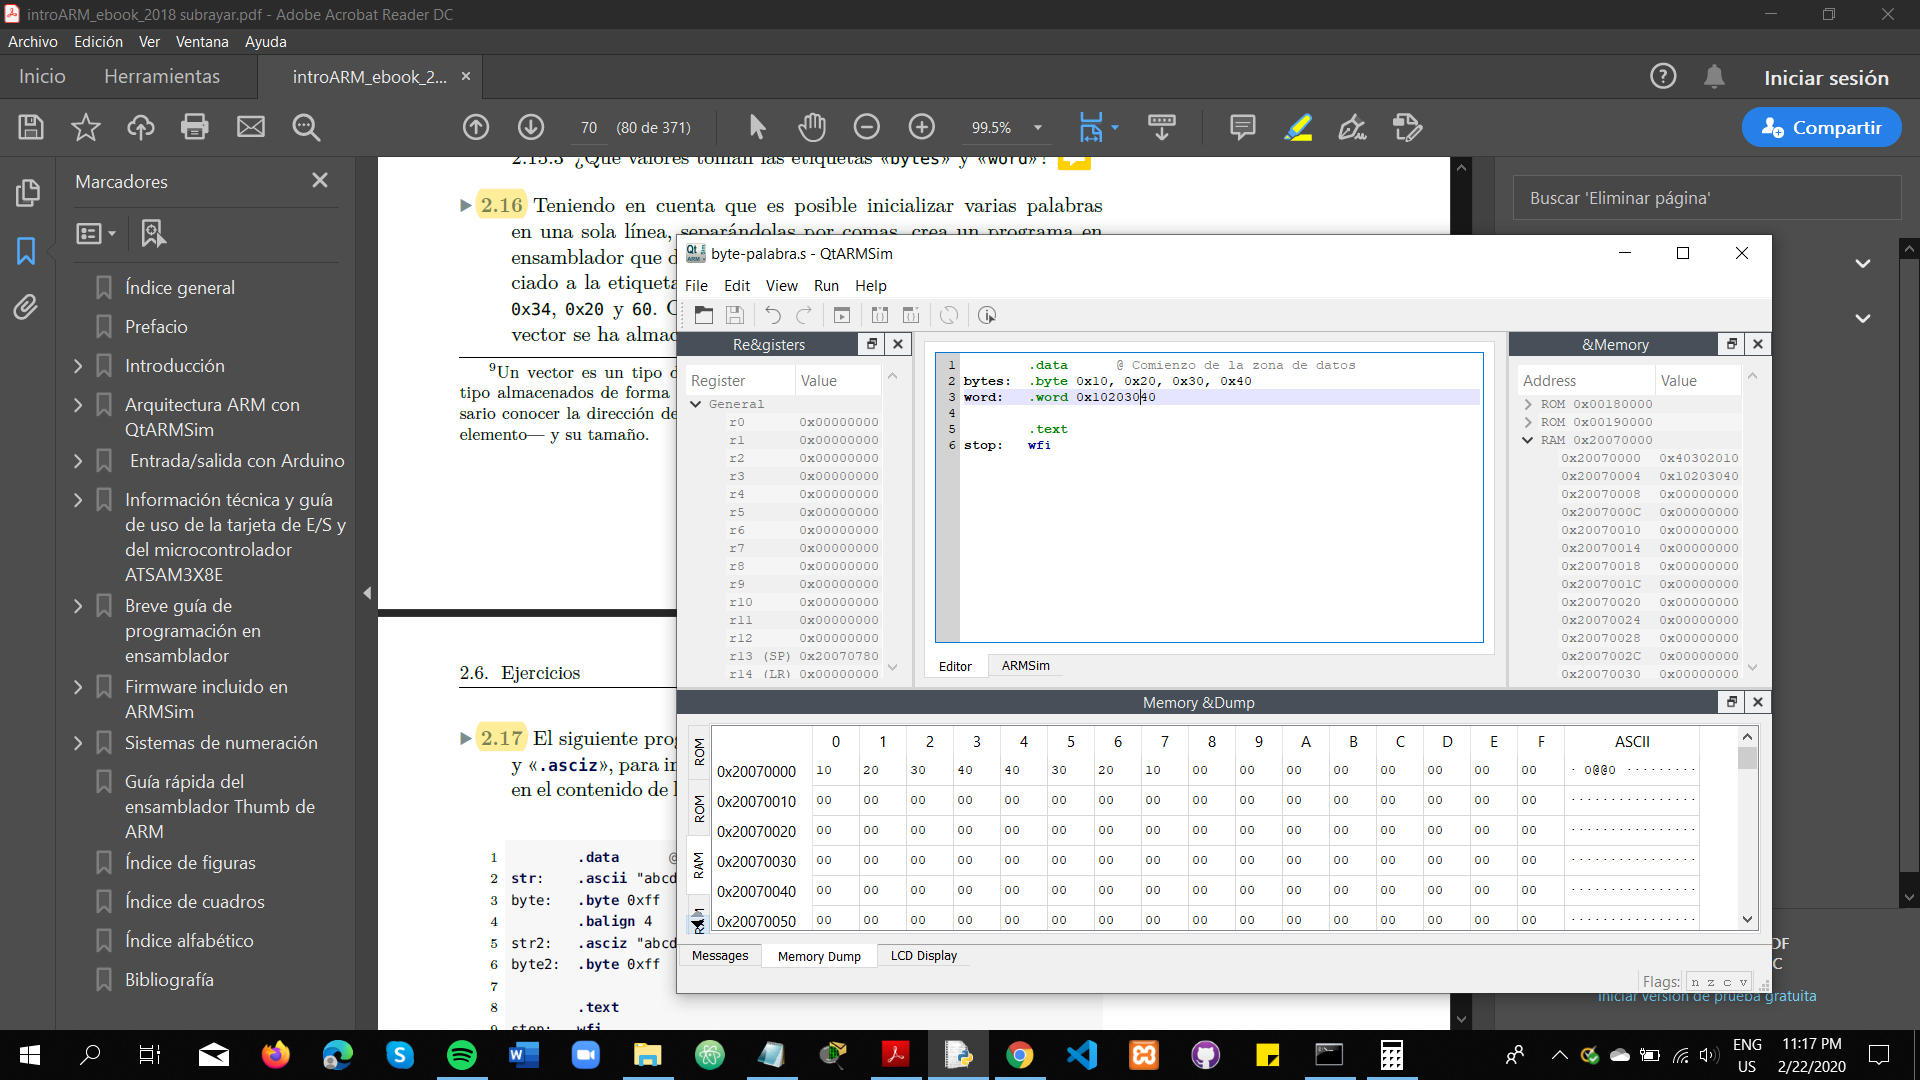 introARM_ebook_2018 subrayar.pdf - Adobe Acrobat Reader DC
Archivo Edición Ver Ventana Ayuda
Inicio Herramientas introARM_ebook_2... × Iniciar sesión
70 (80 de 371) 99.5% Compartir
Marcadores
Índice general
Prefacio
Introducción
Arquitectura ARM con
QtARMSim
Entrada/salida con Arduino
Información técnica y guía
de uso de la tarjeta de E/S y
del microcontrolador
ATSAM3X8E
Breve guía de
programación en
ensamblador
Firmware incluido en
ARMSim
Sistemas de numeración
Guía rápida del
ensamblador Thumb de
ARM
Índice de figuras
Índice de cuadros
Índice alfabético
Bibliografía
2.15.3 ¿Qué valores toman las etiquetas «bytes» y «word»?
2.16 Teniendo en cuenta que es posible inicializar varias palabras
en una sola línea, separándolas por comas, crea un programa en
ensamblador que d
ciado a la etiqueta
0x34, 0x20 y 60. C
vector se ha almac
9Un vector es un tipo d
tipo almacenados de forma
sario conocer la dirección de
elemento— y su tamaño.
2.6. Ejercicios
2.17 El siguiente prog
y «.asciz», para in
en el contenido de l
1 .data @
2 str: .ascii "abcd
3 byte: .byte 0xff
4 .balign 4
5 str2: .asciz "abcd
6 byte2: .byte 0xff
7
8 .text
9 stop: wfi
Buscar 'Eliminar página'
DF
C
Iniciar versión de prueba gratuita
byte-palabra.s - QtARMSim
File Edit View Run Help
Re&gisters
Register Value
General
r0 0x00000000
r1 0x00000000
r2 0x00000000
r3 0x00000000
r4 0x00000000
r5 0x00000000
r6 0x00000000
r7 0x00000000
r8 0x00000000
r9 0x00000000
r10 0x00000000
r11 0x00000000
r12 0x00000000
r13 (SP) 0x20070780
r14 (LR) 0x00000000
1 .data @ Comienzo de la zona de datos
2 bytes: .byte 0x10, 0x20, 0x30, 0x40
3 word: .word 0x10203040
4
5 .text
6 stop: wfi
Editor ARMSim
&Memory
Address Value
ROM 0x00180000
ROM 0x00190000
RAM 0x20070000
0x20070000 0x40302010
0x20070004 0x10203040
0x20070008 0x00000000
0x2007000C 0x00000000
0x20070010 0x00000000
0x20070014 0x00000000
0x20070018 0x00000000
0x2007001C 0x00000000
0x20070020 0x00000000
0x20070024 0x00000000
0x20070028 0x00000000
0x2007002C 0x00000000
0x20070030 0x00000000
Memory &Dump
ROM
ROM
RAM
0 1 2 3 4 5 6 7 8 9 A B C D E F ASCII
0x20070000 10 20 30 40 40 30 20 10 00 00 00 00 00 00 00 00 · 0@@0 ·········
0x20070010 00 00 00 00 00 00 00 00 00 00 00 00 00 00 00 00 ················
0x20070020 00 00 00 00 00 00 00 00 00 00 00 00 00 00 00 00 ················
0x20070030 00 00 00 00 00 00 00 00 00 00 00 00 00 00 00 00 ················
0x20070040 00 00 00 00 00 00 00 00 00 00 00 00 00 00 00 00 ················
0x20070050 00 00 00 00 00 00 00 00 00 00 00 00 00 00 00 00 ················
Messages Memory Dump LCD Display
Flags: n z c v
ENG
US
11:17 PM
2/22/2020